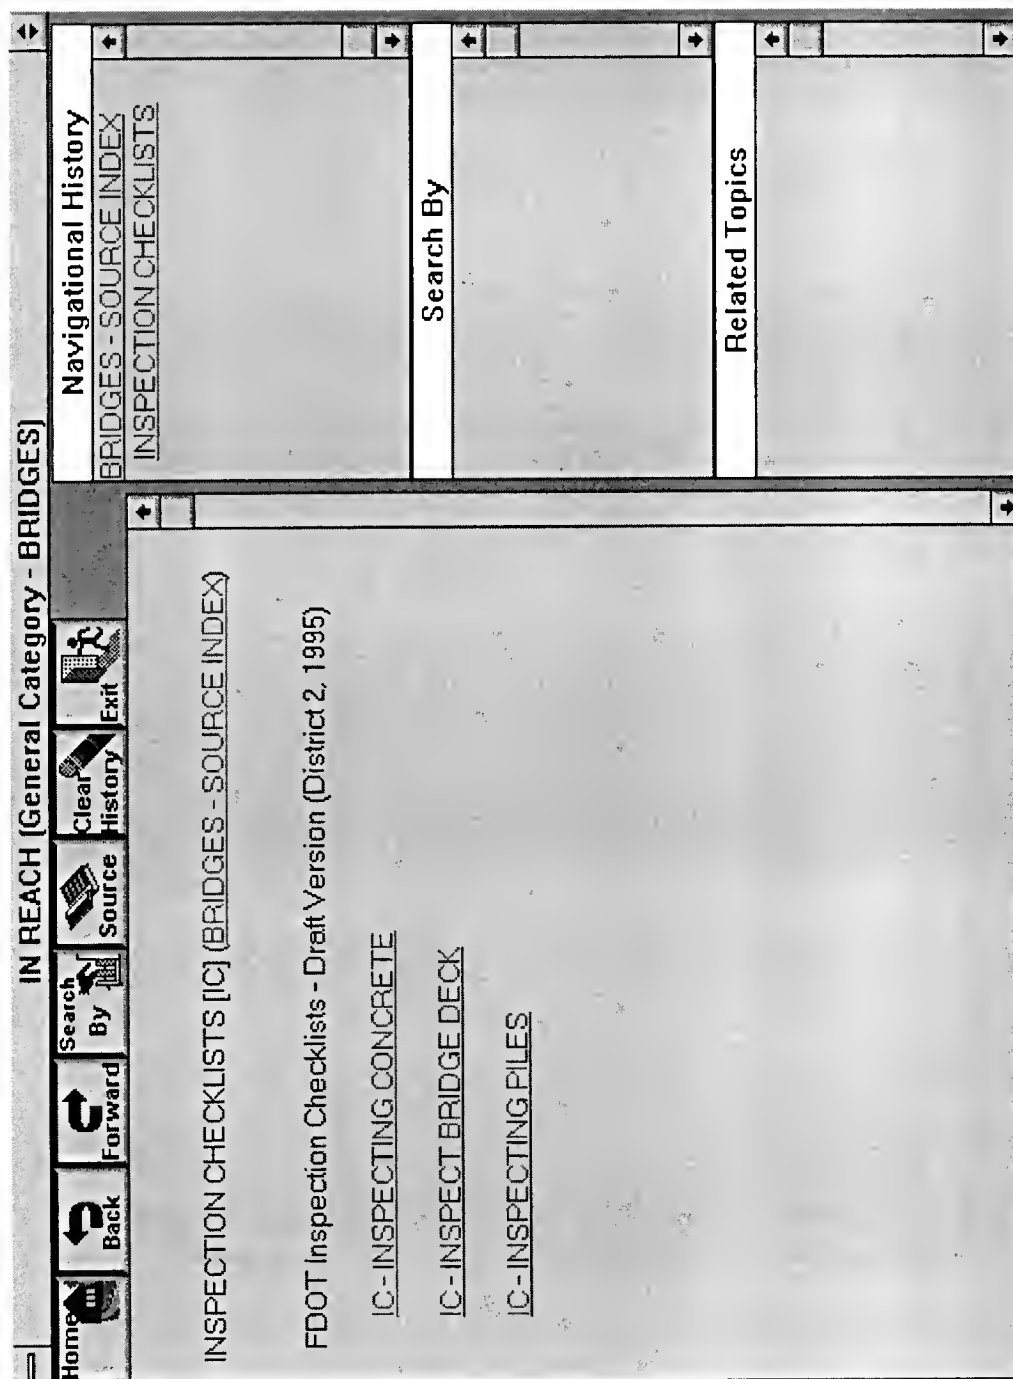 IN REACH [General Category - BRIDGES]
Home
Back
Forward
Search
By
Source
Clear
History
Exit
INSPECTION CHECKLISTS [IC] (BRIDGES - SOURCE INDEX)
FDOT Inspection Checklists - Draft Version (District 2, 1995)
IC - INSPECTING CONCRETE
IC - INSPECT BRIDGE DECK
IC - INSPECTING PILES
Navigational History
BRIDGES - SOURCE INDEX
INSPECTION CHECKLISTS
Search By
Related Topics